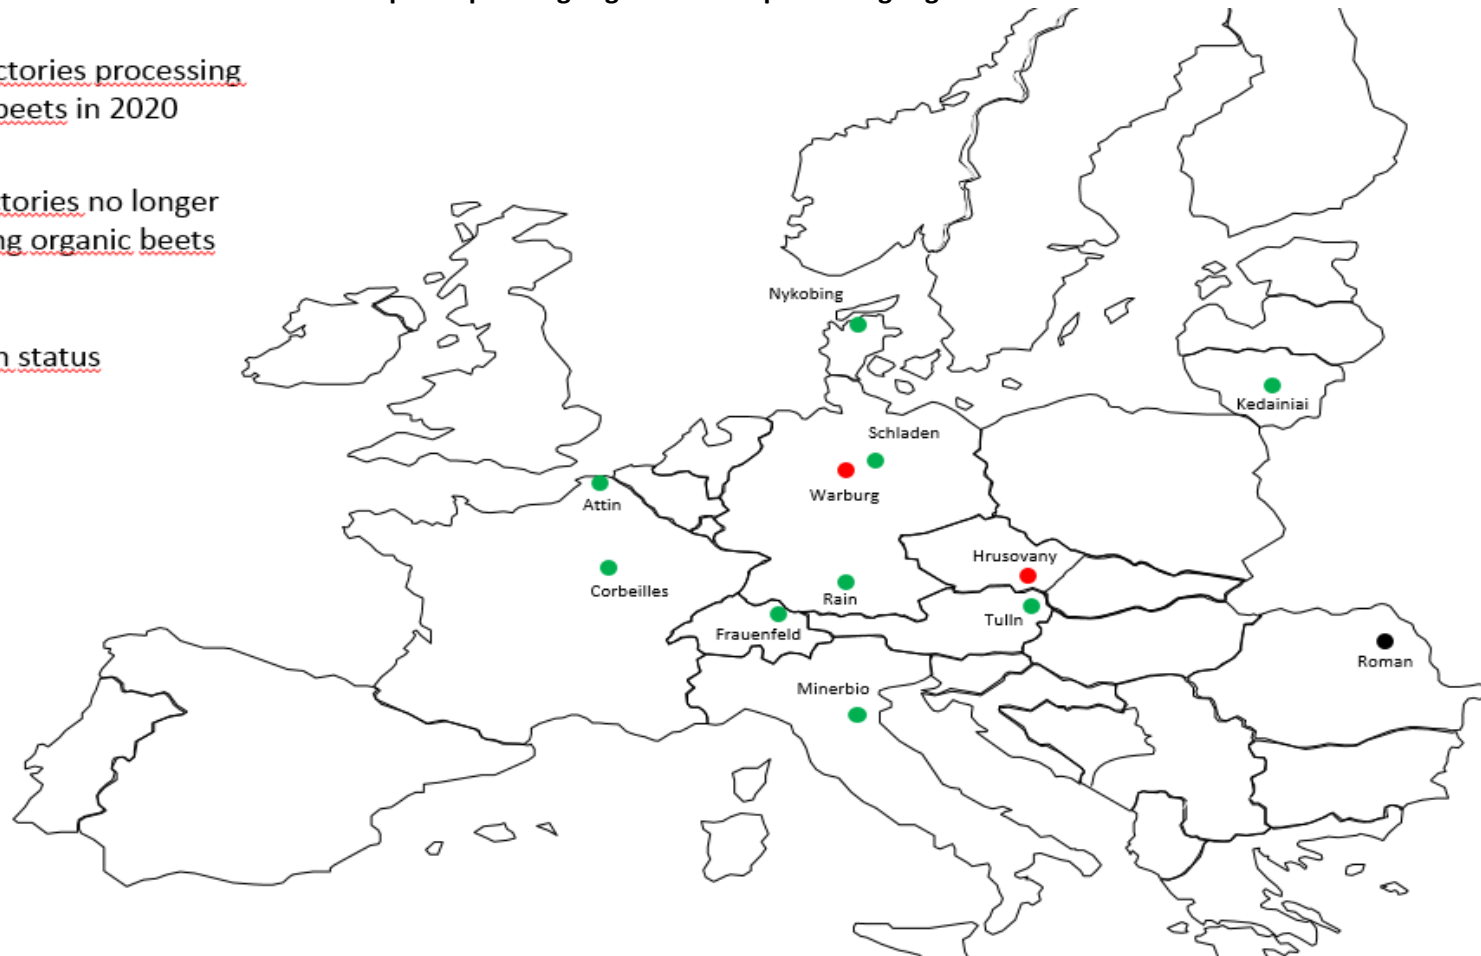 ctories processing
beets in 2020
tories no longer
ng organic beets
n status
Nykobing
Kedainiai
Schladen
Warburg
Attin
Hrusovany
Corbeilles
Rain
Tulln
Frauenfeld
Roman
Minerbio